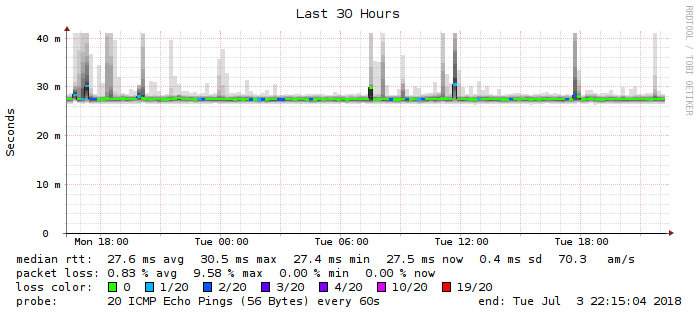 Last 30 Hours
RRDTOOL / TOBI OETIKER
Seconds
40 m
30 m
20 m
10 m
0
Mon 18:00 Tue 00:00 Tue 06:00 Tue 12:00 Tue 18:00
median rtt: 27.6 ms avg 30.5 ms max 27.4 ms min 27.5 ms now 0.4 ms sd 70.3 am/s
packet loss: 0.83 % avg 9.58 % max 0.00 % min 0.00 % now
loss color: 0 1/20 2/20 3/20 4/20 10/20 19/20
probe: 20 ICMP Echo Pings (56 Bytes) every 60s end: Tue Jul 3 22:15:04 2018